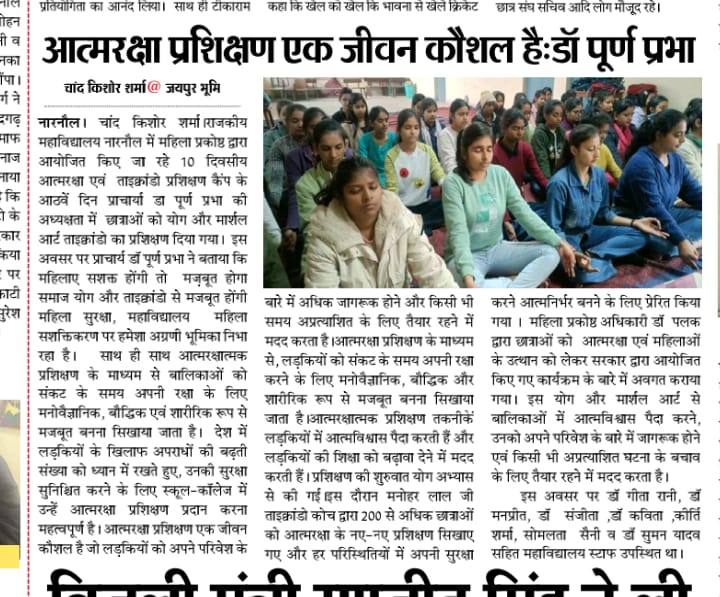 प्रतियोगिता का आनंद लिया। साथ ही टीकाराम
कहा कि खेल को खेल कि भावना से खेले क्रिकेट
छात्र संघ सचिव आदि लोग मौजूद रहे।
आत्मरक्षा प्रशिक्षण एक जीवन कौशल है:डॉ पूर्ण प्रभा
चांद किशोर शर्मा@ जयपुर भूमि
नारनौल। चांद किशोर शर्मा।राजकीय
महाविद्यालय नारनौल में महिला प्रकोष्ठ द्वारा
आयोजित किए जा रहे 10 दिवसीय
आत्मरक्षा एवं ताइक्रांडो प्रशिक्षण कैंप के
आठवें दिन प्राचार्या डा पूर्ण प्रभा की
अध्यक्षता में छात्राओं को योग और मार्शल
आर्ट ताइक्रांडो का प्रशिक्षण दिया गया। इस
अवसर पर प्राचार्य डॉ पूर्ण प्रभा ने बताया कि
महिलाए सशक्त होंगी तो मजबूत होगा
समाज योग और ताइक्रांडो से मजबूत होंगी
महिला सुरक्षा, महाविद्यालय महिला
सशक्तिकरण पर हमेशा अग्रणी भूमिका निभा
रहा है। साथ ही साथ आत्मरक्षात्मक
प्रशिक्षण के माध्यम से बालिकाओं को
संकट के समय अपनी रक्षा के लिए
मनोवैज्ञानिक, बौद्धिक एवं शारीरिक रूप से
मजबूत बनना सिखाया जाता है। देश में
लड़कियों के खिलाफ अपराधों की बढ़ती
संख्या को ध्यान में रखते हुए, उनकी सुरक्षा
सुनिश्चित करने के लिए स्कूल-कॉलेज में
उन्हें आत्मरक्षा प्रशिक्षण प्रदान करना
महत्वपूर्ण है। आत्मरक्षा प्रशिक्षण एक जीवन
कौशल है जो लड़कियों को अपने परिवेश के
बारे में अधिक जागरूक होने और किसी भी
समय अप्रत्याशित के लिए तैयार रहने में
मदद करता है।आत्मरक्षा प्रशिक्षण के माध्यम
से, लड़कियों को संकट के समय अपनी रक्षा
करने के लिए मनोवैज्ञानिक, बौद्धिक और
शारीरिक रूप से मजबूत बनना सिखाया
जाता है।आत्मरक्षात्मक प्रशिक्षण तकनीकें
लड़कियों में आत्मविश्वास पैदा करती हैं और
लड़कियों की शिक्षा को बढ़ावा देने में मदद
करती हैं। प्रशिक्षण की शुरुवात योग अभ्यास
से की गई।इस दौरान मनोहर लाल जी
ताइक्रांडो कोच द्वारा 200 से अधिक छात्राओं
को आत्मरक्षा के नए-नए प्रशिक्षण सिखाए
गए और हर परिस्थितियों में अपनी सुरक्षा
करने आत्मनिर्भर बनने के लिए प्रेरित किया
गया । महिला प्रकोष्ठ अधिकारी डॉ पलक
द्वारा छात्राओं को आत्मरक्षा एवं महिलाओं
के उत्थान को लेकर सरकार द्वारा आयोजित
किए गए कार्यक्रम के बारे में अवगत कराया
गया। इस योग और मार्शल आर्ट से
बालिकाओं में आत्मविश्वास पैदा करने,
उनको अपने परिवेश के बारे में जागरूक होने
एवं किसी भी अप्रत्याशित घटना के बचाव
के लिए तैयार रहने में मदद करता है।
इस अवसर पर डॉ गीता रानी, डॉ
मनप्रीत, डॉ संजीता ,डॉ कविता ,कीर्ति
शर्मा, सोमलता सैनी व डॉ सुमन यादव
सहित महाविद्यालय स्टाफ उपस्थित था।